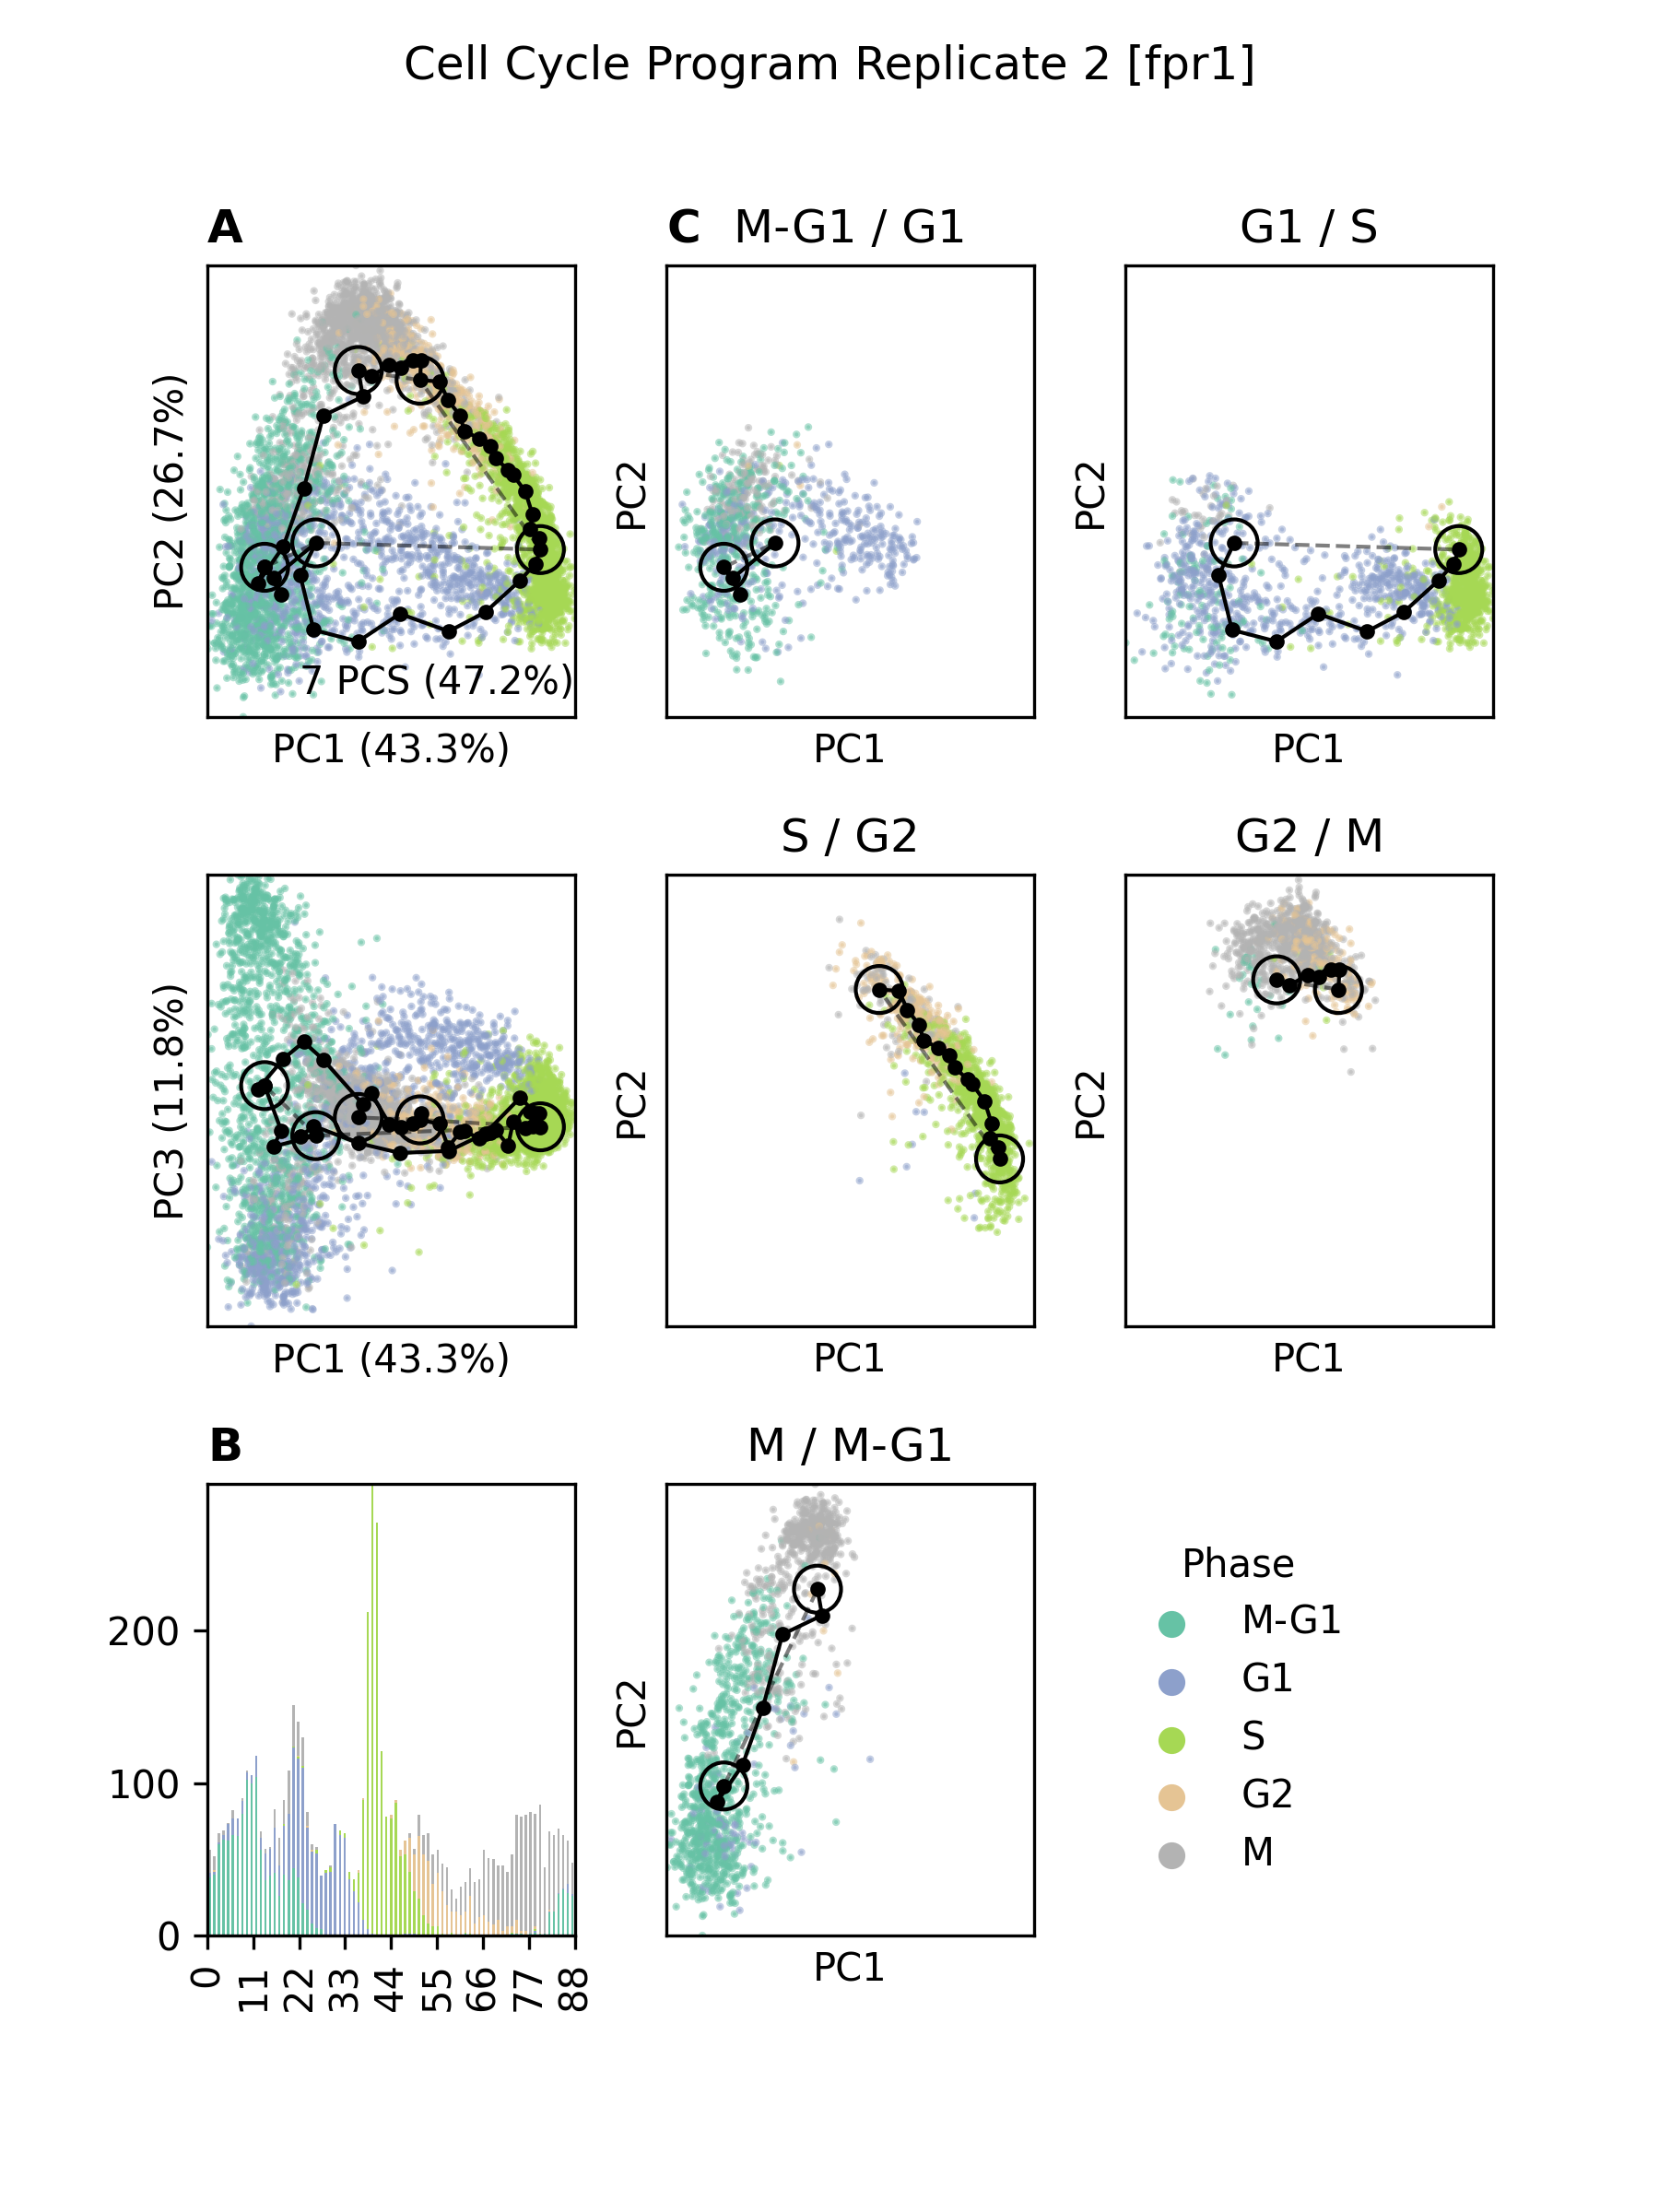 Cell Cycle Program Replicate 2 [fpr1]
A
PC2 (26.7%)
7 PCS (47.2%)
PC1 (43.3%)
C
M-G1 / G1
PC2
PC1
G1 / S
PC2
PC1
PC3 (11.8%)
PC1 (43.3%)
S / G2
PC2
PC1
G2 / M
PC2
PC1
B
200
100
0
0 11 22 33 44 55 66 77 88
M / M-G1
PC2
PC1
Phase
M-G1
G1
S
G2
M